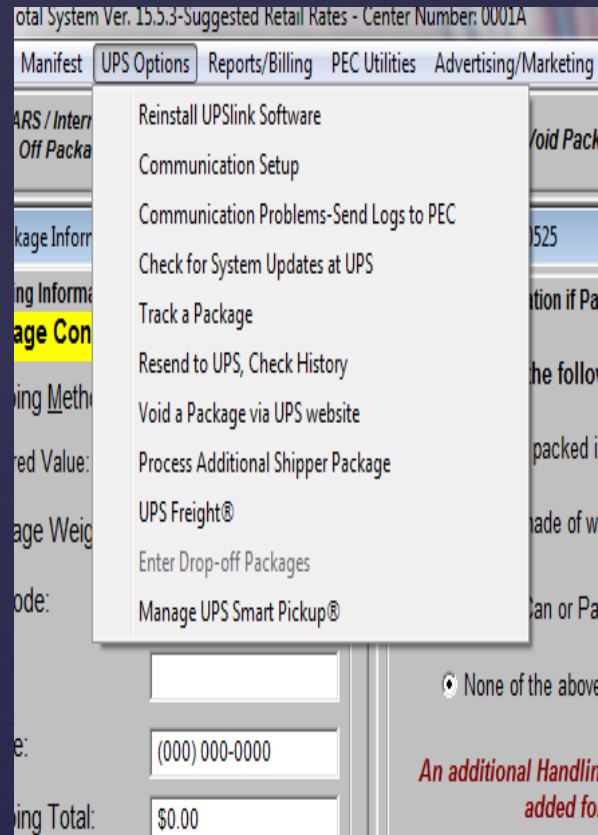 otal System Ver. 15.5.3-Suggested Retail Rates - Center Number: 0001A
Manifest UPS Options Reports/Billing PEC Utilities Advertising/Marketing
ARS / Intern
Off Packa
Void Pack
Reinstall UPSlink Software
Communication Setup
Communication Problems-Send Logs to PEC
Check for System Updates at UPS
Track a Package
Resend to UPS, Check History
Void a Package via UPS website
Process Additional Shipper Package
UPS Freight®
Enter Drop-off Packages
Manage UPS Smart Pickup®
kage Inform
0525
ing Informa
age Con
ping Metho
red Value:
age Weig
ode:
ation if Pa
the follow
packed i
made of w
Can or Pa
None of the above
e:
(000) 000-0000
An additional Handlin
added fo
ping Total:
$0.00